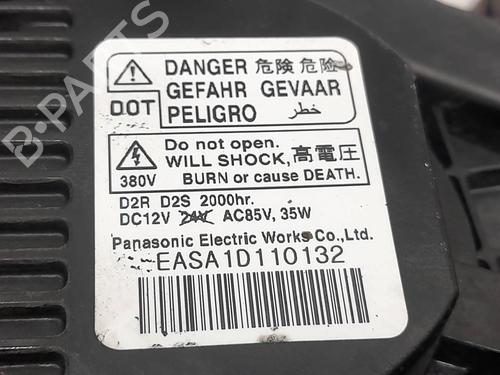 DANGER 危険 危险
GEFAHR GEVAAR
PELIGRO خطر
DOT
Do not open.
WILL SHOCK, 高電圧
BURN or cause DEATH.
380V
D2R D2S 2000hr.
DC12V 24V AC85V, 35W
Panasonic Electric Works Co., Ltd.
EASA1D110132
B-PARTS